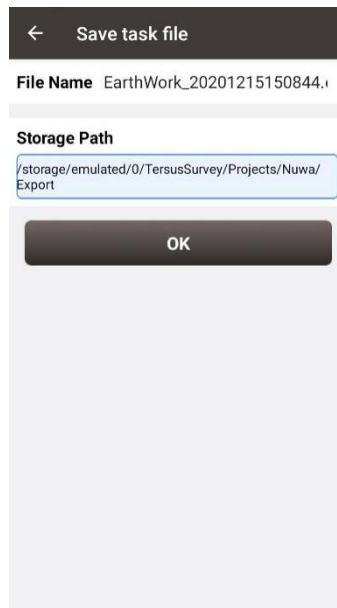 Save task file
File Name EarthWork_20201215150844.
Storage Path
/storage/emulated/0/TersusSurvey/Projects/Nuwa/
Export
OK